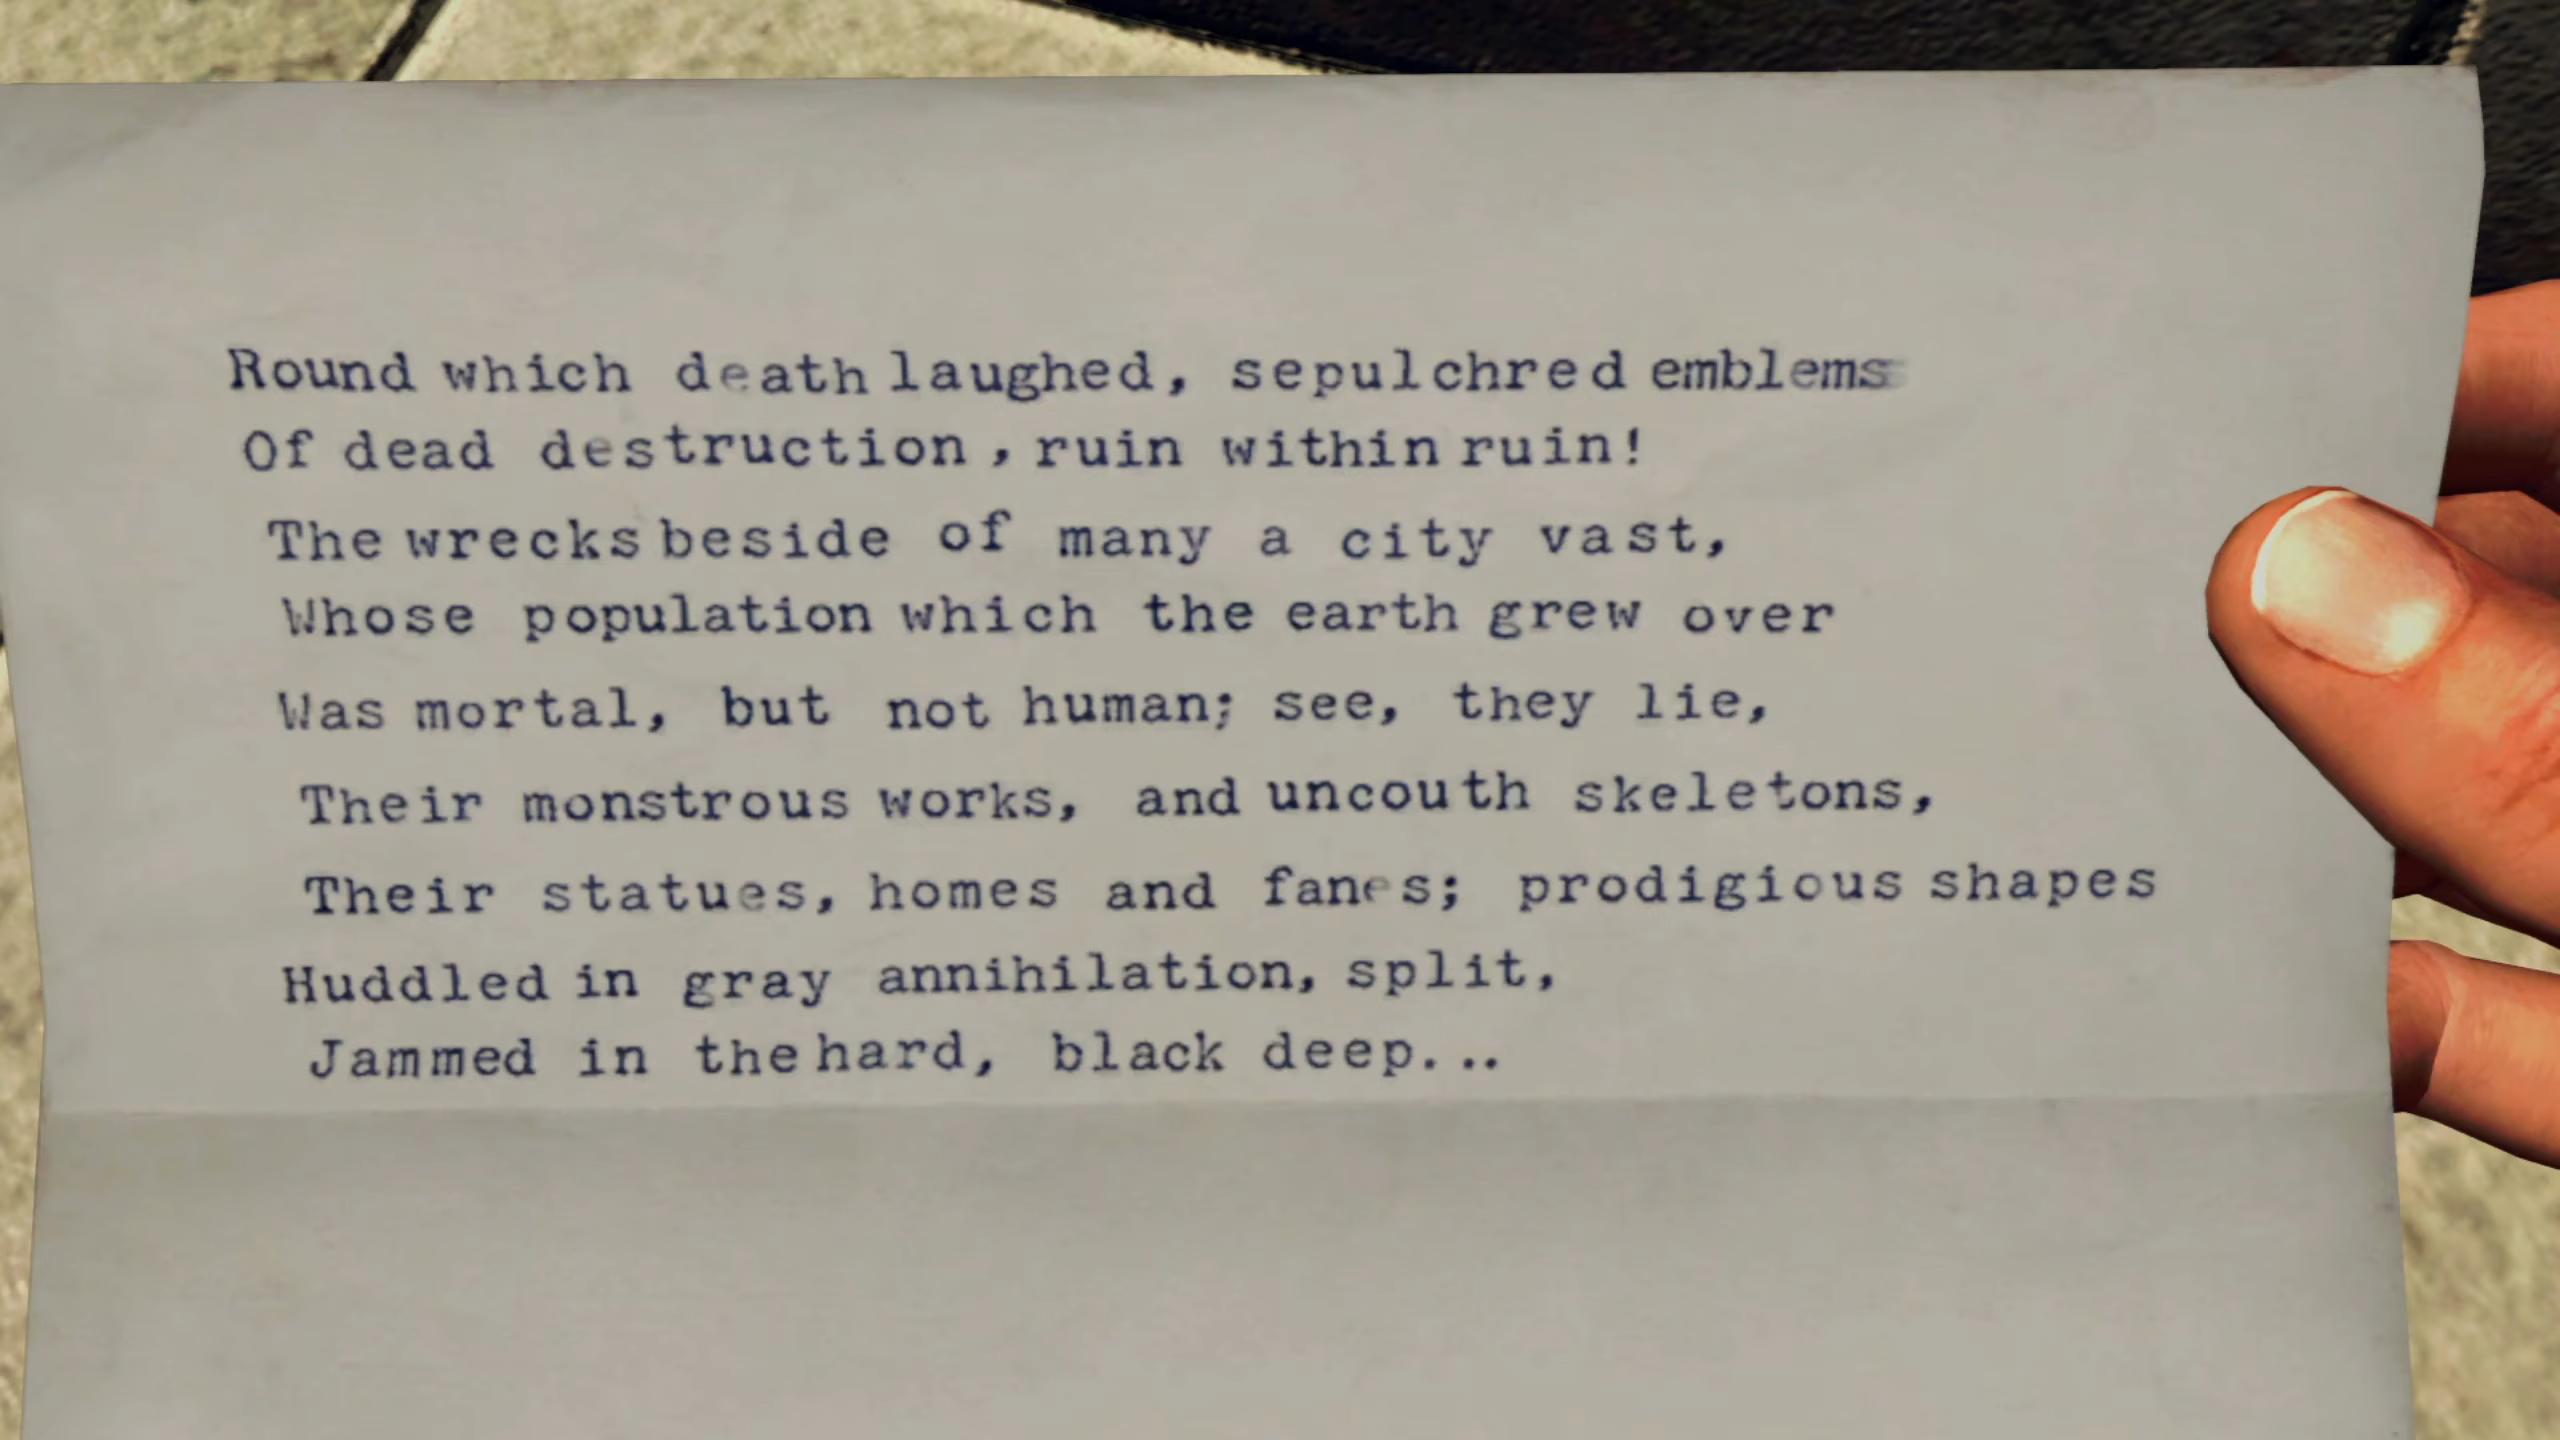 Round which death laughed, sepulchred emblems
Of dead destruction, ruin within ruin!
The wrecks beside of many a city vast,
Whose population which the earth grew over
Was mortal, but not human; see, they lie,
Their monstrous works, and uncouth skeletons,
Their statues, homes and fanes; prodigious shapes
Huddled in gray annihilation, split,
Jammed in the hard, black deep...